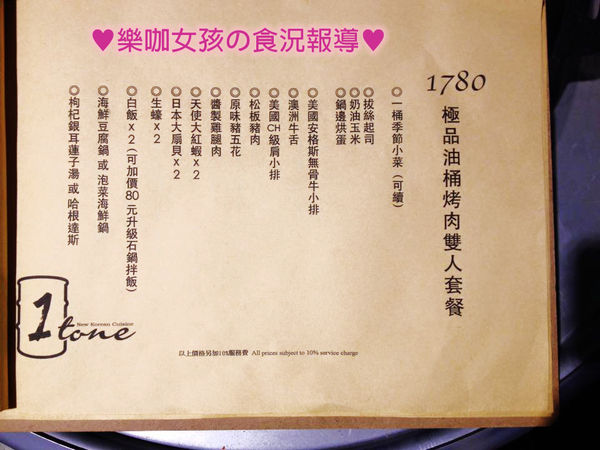 ♥樂咖女孩の食況報導♥
1780
極品油桶烤肉雙人套餐
◎一桶季節小菜（可續）
◎拔絲起司
◎奶油玉米
◎鍋邊烘蛋
◎美國安格斯無骨牛小排
◎澳洲牛舌
◎美國CH級肩小排
◎松板豬肉
◎原味豬五花
◎醬製雞腿肉
◎天使大紅蝦x2
◎日本大扇貝x2
◎生蠔x2
◎白飯x2（可加價80元升級石鍋拌飯）
◎海鮮豆腐鍋 或 泡菜海鮮鍋
◎枸杞銀耳蓮子湯 或 哈根達斯
1tone
New Korean Cuisine
以上價格另加10%服務費 All prices subject to 10% service charge